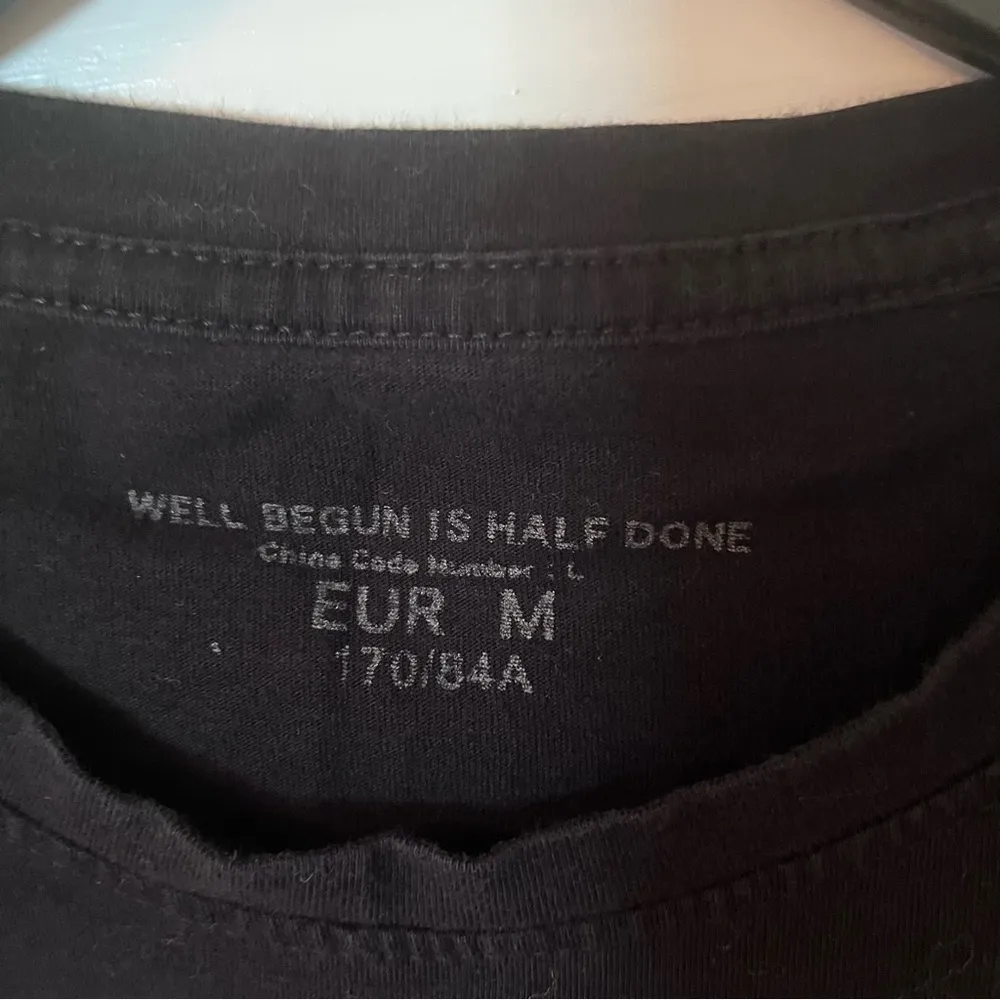 WELL BEGUN IS HALF DONE
China Code Number : L
EUR M
170/84A